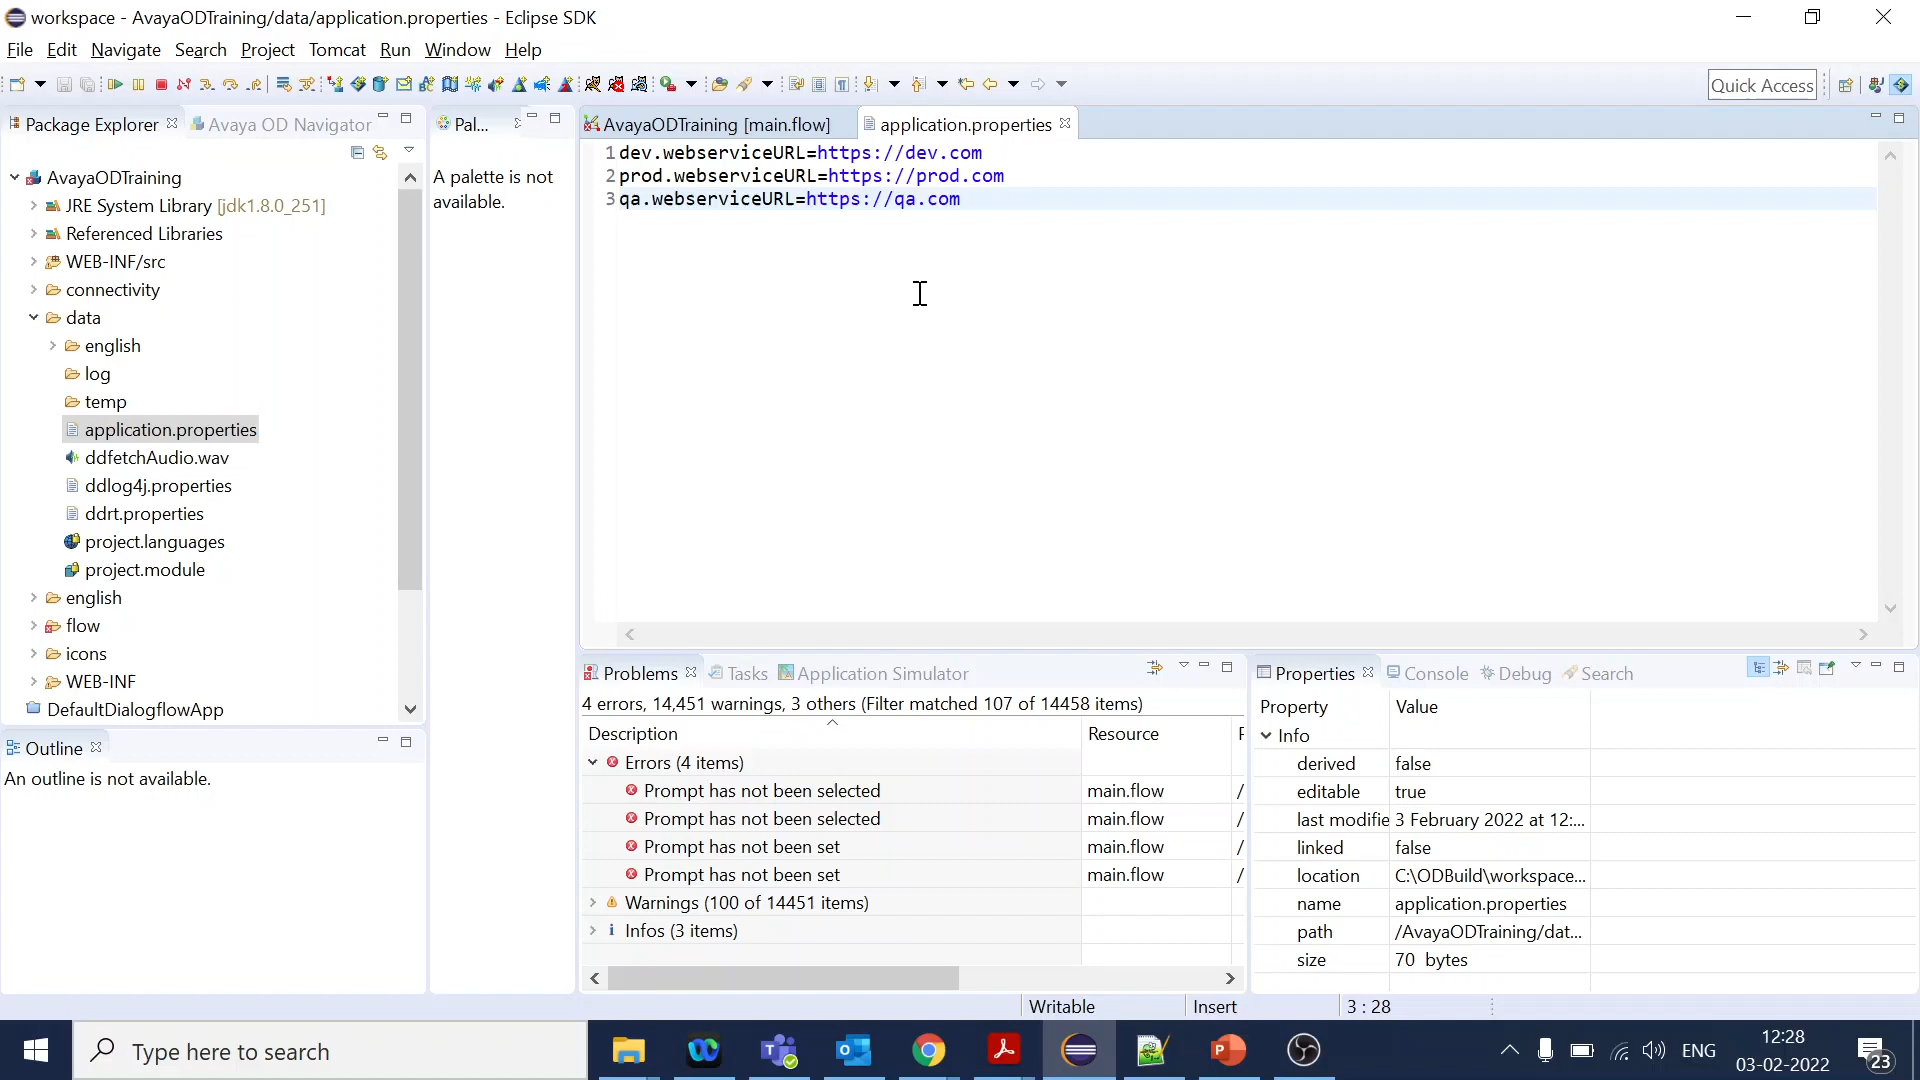 workspace - AvayaODTraining/data/application.properties - Eclipse SDK
File Edit Navigate Search Project Tomcat Run Window Help
Quick Access
Package Explorer
Avaya OD Navigator
AvayaODTraining
JRE System Library [jdk1.8.0_251]
Referenced Libraries
WEB-INF/src
connectivity
data
english
log
temp
application.properties
ddfetchAudio.wav
ddlog4j.properties
ddrt.properties
project.languages
project.module
english
flow
icons
WEB-INF
DefaultDialogflowApp
Outline
An outline is not available.
Pal...
A palette is not
available.
AvayaODTraining [main.flow]
application.properties
1 dev.webserviceURL=https://dev.com
2 prod.webserviceURL=https://prod.com
3 qa.webserviceURL=https://qa.com
Problems Tasks Application Simulator
4 errors, 14,451 warnings, 3 others (Filter matched 107 of 14458 items)
Description Resource
Errors (4 items)
Prompt has not been selected main.flow /
Prompt has not been selected main.flow /
Prompt has not been set main.flow /
Prompt has not been set main.flow /
Warnings (100 of 14451 items)
Infos (3 items)
Properties Console Debug Search
Property Value
Info
derived false
editable true
last modifie 3 February 2022 at 12:...
linked false
location C:\ODBuild\workspace...
name application.properties
path /AvayaODTraining/dat...
size 70 bytes
Writable Insert 3 : 28
Type here to search
ENG
12:28
03-02-2022
23